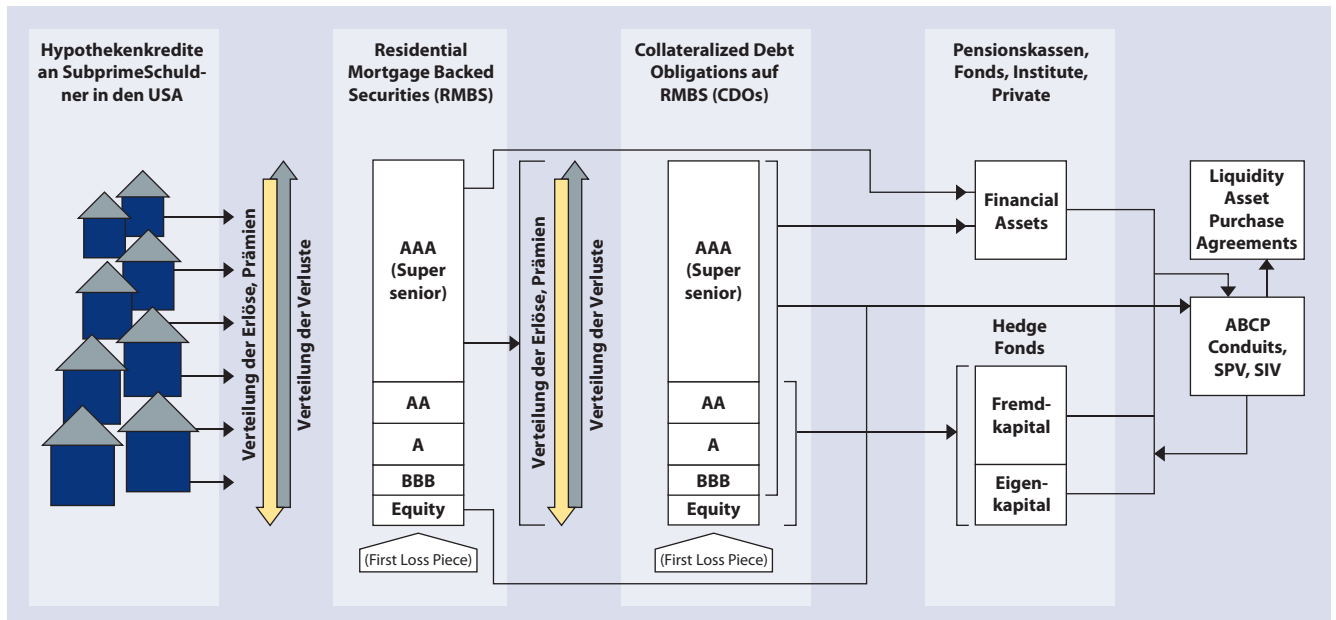 Hypothekenkredite
an SubprimeSchuld-
ner in den USA
Residential
Mortgage Backed
Securities (RMBS)
Collateralized Debt
Obligations auf
RMBS (CDOs)
Pensionskassen,
Fonds, Institute,
Private
Verteilung der Erlöse, Prämien
Verteilung der Verluste
AAA
(Super
senior)
AA
A
BBB
Equity
(First Loss Piece)
Verteilung der Erlöse, Prämien
Verteilung der Verluste
AAA
(Super
senior)
AA
A
BBB
Equity
(First Loss Piece)
Financial
Assets
Hedge
Fonds
Fremd-
kapital
Eigen-
kapital
Liquidity
Asset
Purchase
Agreements
ABCP
Conduits,
SPV, SIV